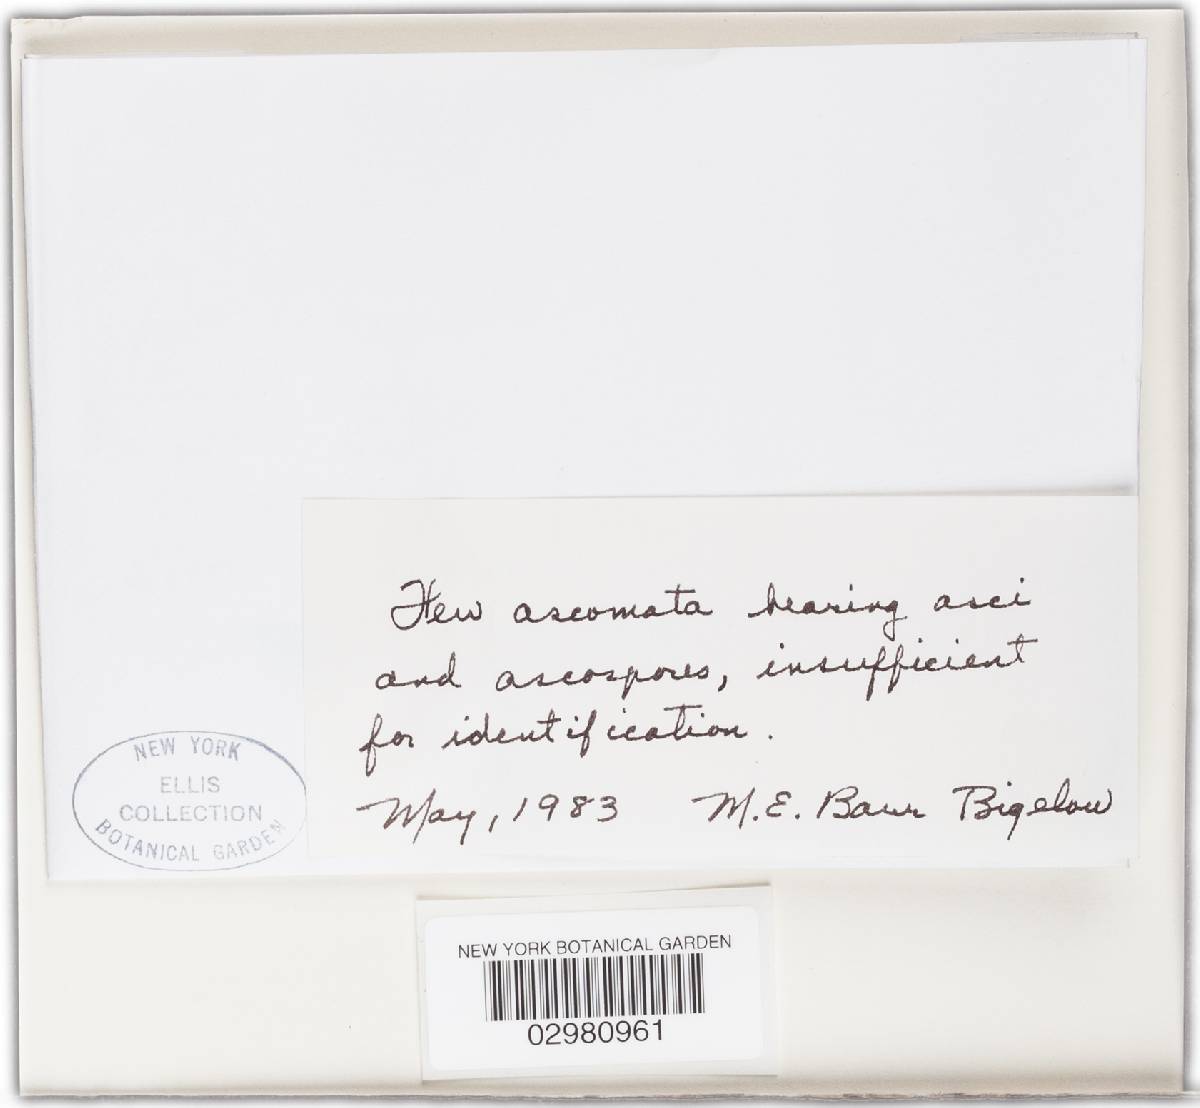 Few ascomata bearing asci
and ascospores, insufficient
for identification.
May, 1983 M.E. Barr Bigelow
NEW YORK
ELLIS
COLLECTION
BOTANICAL GARDEN
NEW YORK BOTANICAL GARDEN
02980961